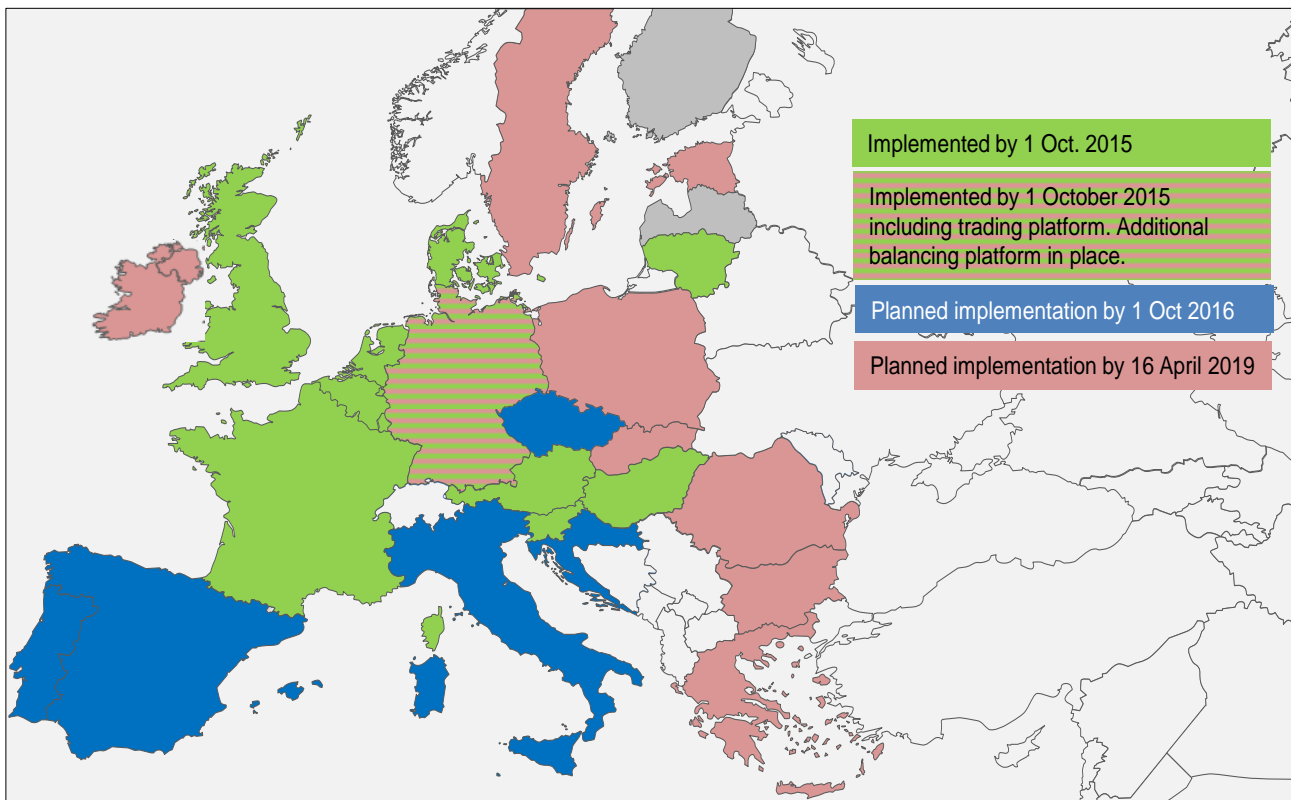 Implemented by 1 Oct. 2015
Implemented by 1 October 2015
including trading platform. Additional
balancing platform in place.
Planned implementation by 1 Oct 2016
Planned implementation by 16 April 2019